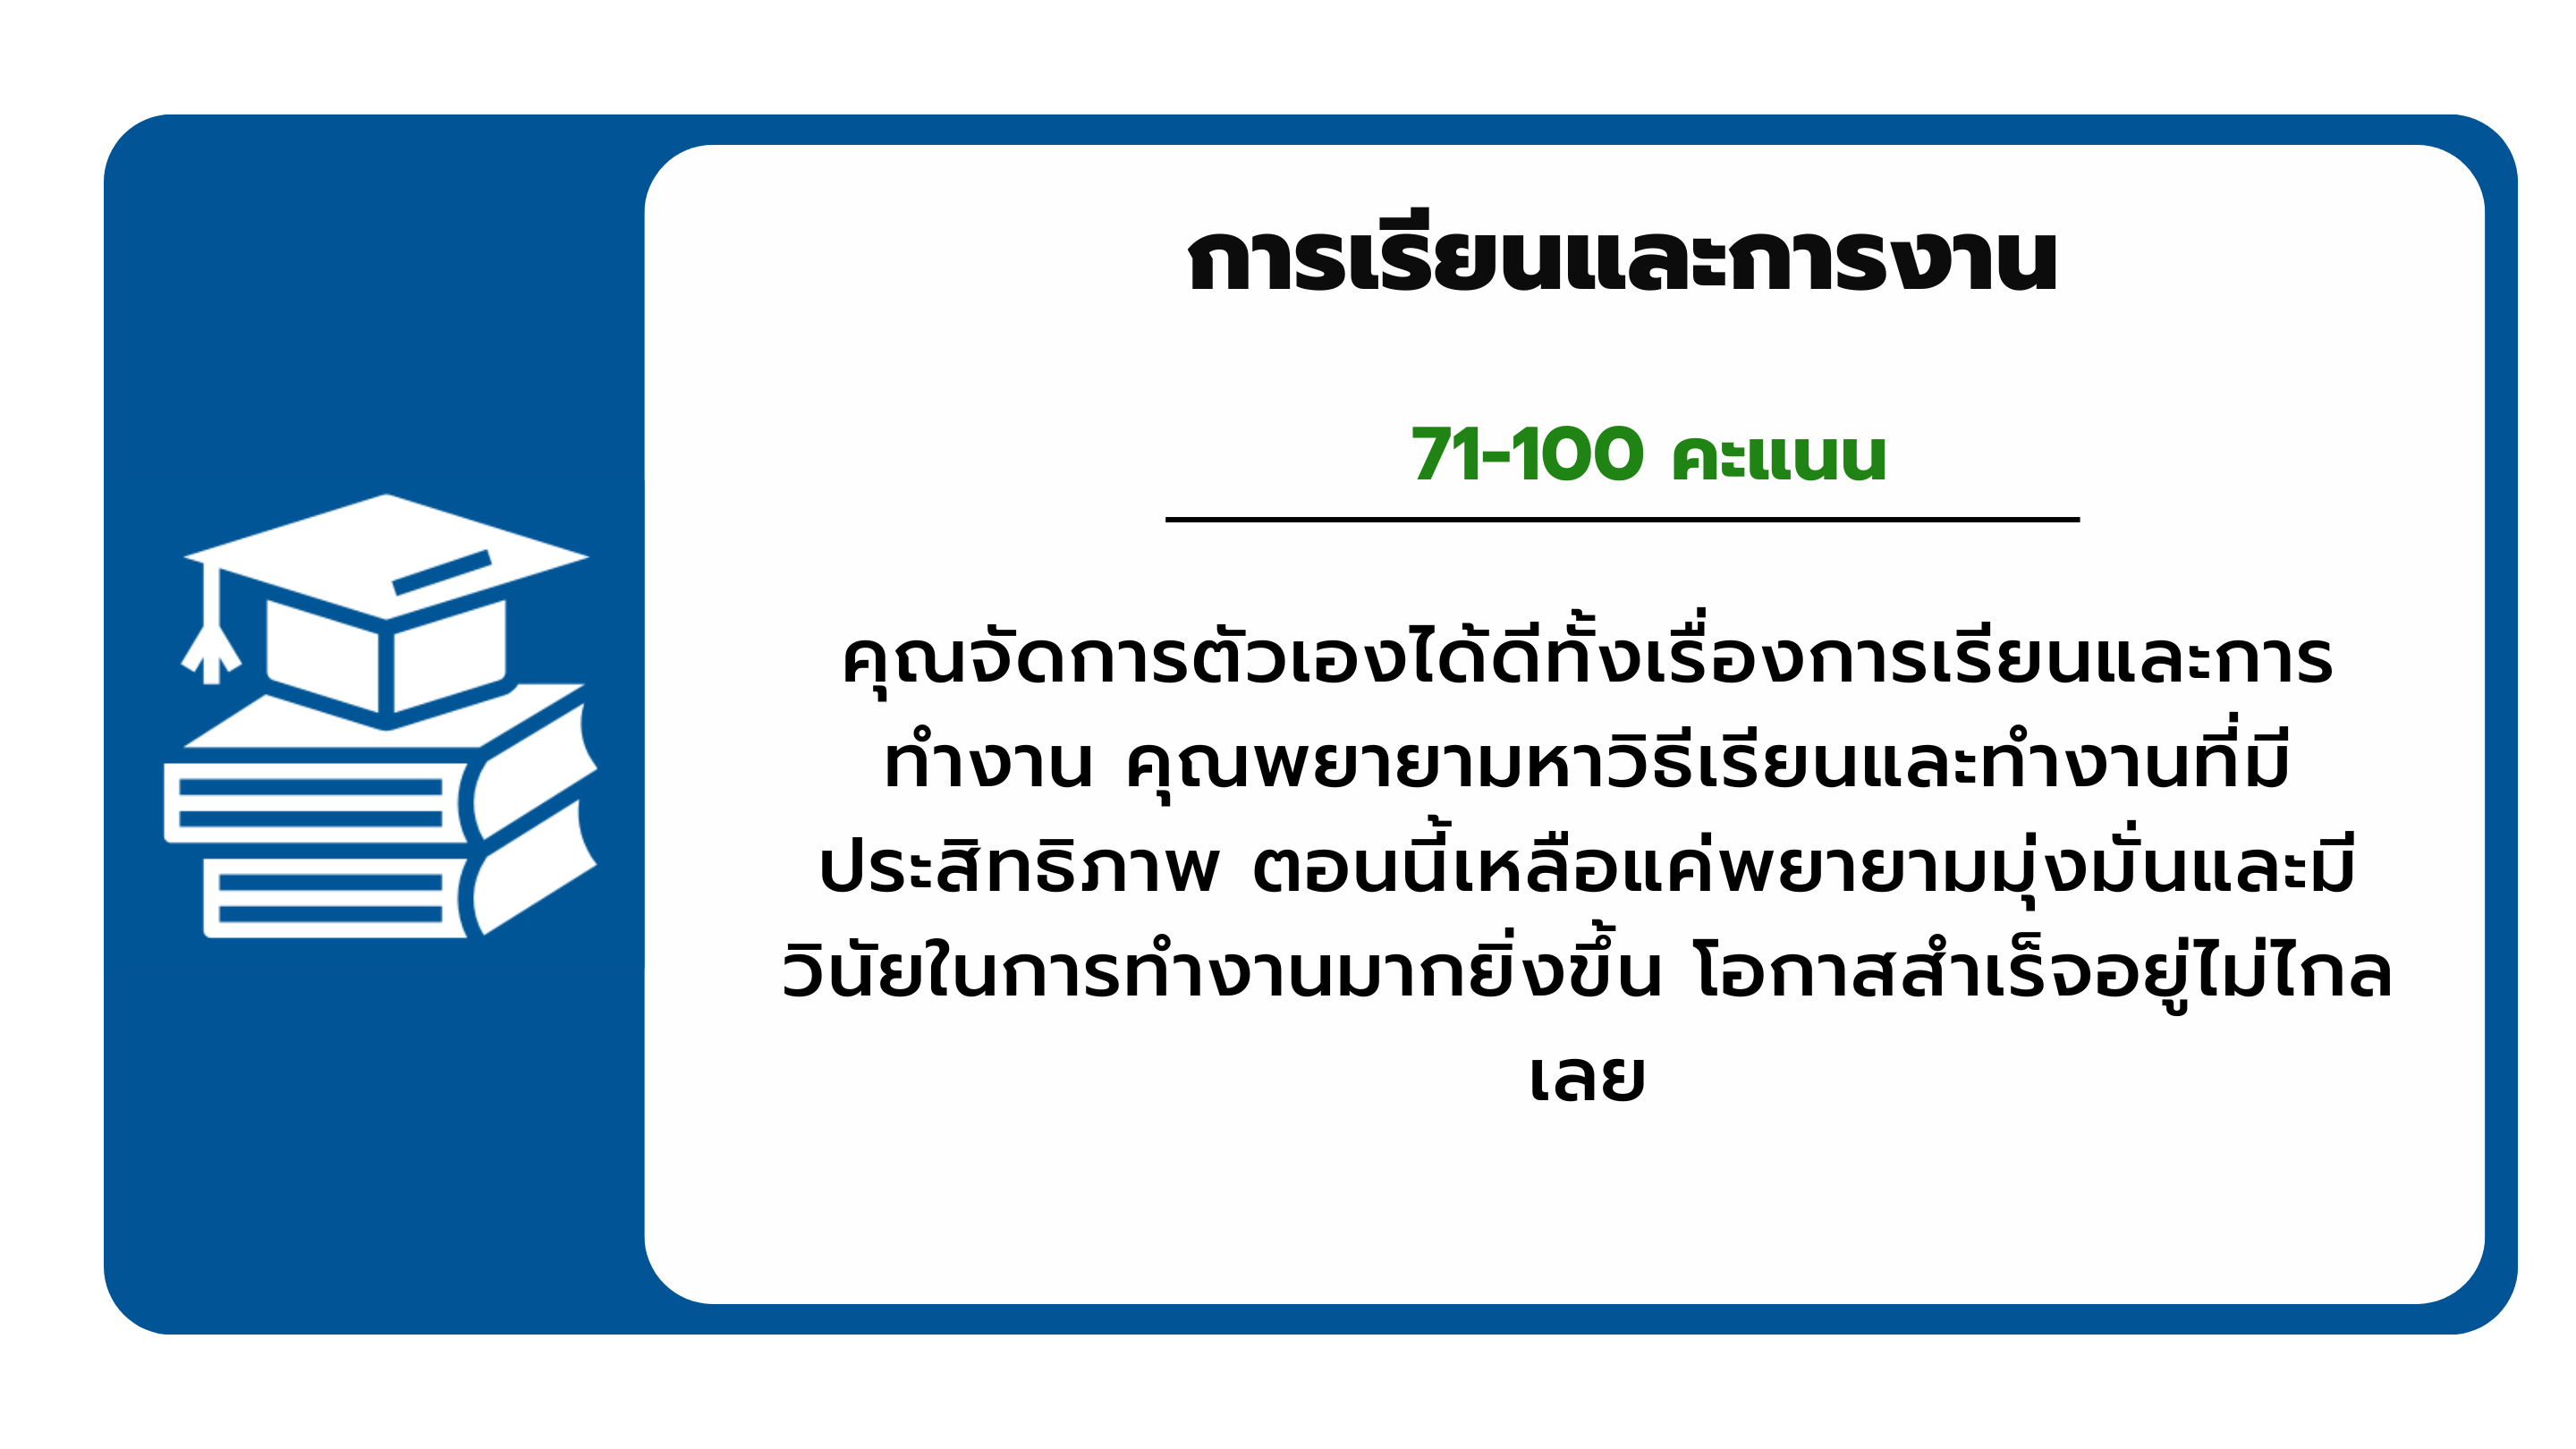 การเรียนและการงาน
71-100 คะแนน
คุณจัดการตัวเองได้ดีทั้งเรื่องการเรียนและการ
ทำงาน คุณพยายามหาวิธีเรียนและทำงานที่มี
ประสิทธิภาพ ตอนนี้เหลือแค่พยายามมุ่งมั่นและมี
วินัยในการทำงานมากยิ่งขึ้น โอกาสสำเร็จอยู่ไม่ไกล
เลย